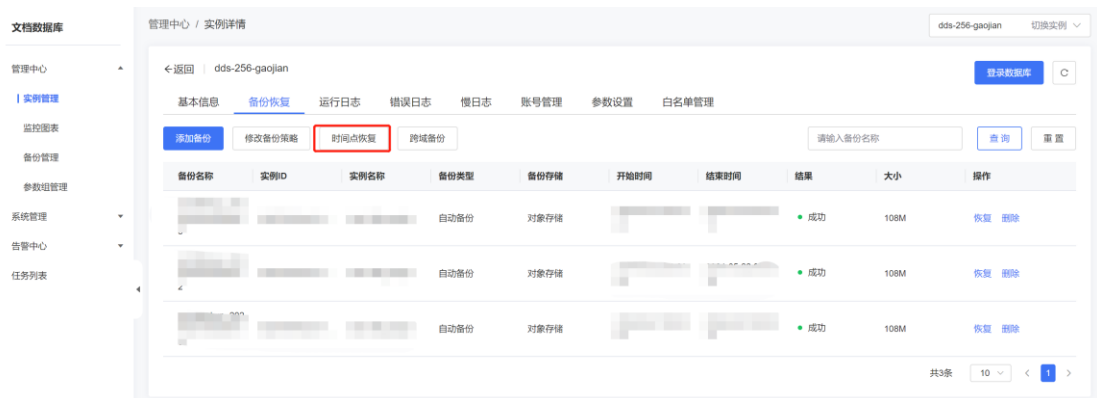 文档数据库
管理中心 / 实例详情
dds-256-gaojian 切换实例
管理中心
实例管理
监控图表
备份管理
参数组管理
系统管理
告警中心
任务列表
←返回 | dds-256-gaojian
登录数据库
基本信息 备份恢复 运行日志 错误日志 慢日志 账号管理 参数设置 白名单管理
添加备份 修改备份策略 时间点恢复 跨域备份 请输入备份名称 查询 重置
备份名称 实例ID 实例名称 备份类型 备份存储 开始时间 结束时间 结果 大小 操作
自动备份 对象存储 成功 108M 恢复 删除
自动备份 对象存储 成功 108M 恢复 删除
自动备份 对象存储 成功 108M 恢复 删除
共3条 10 < 1 >